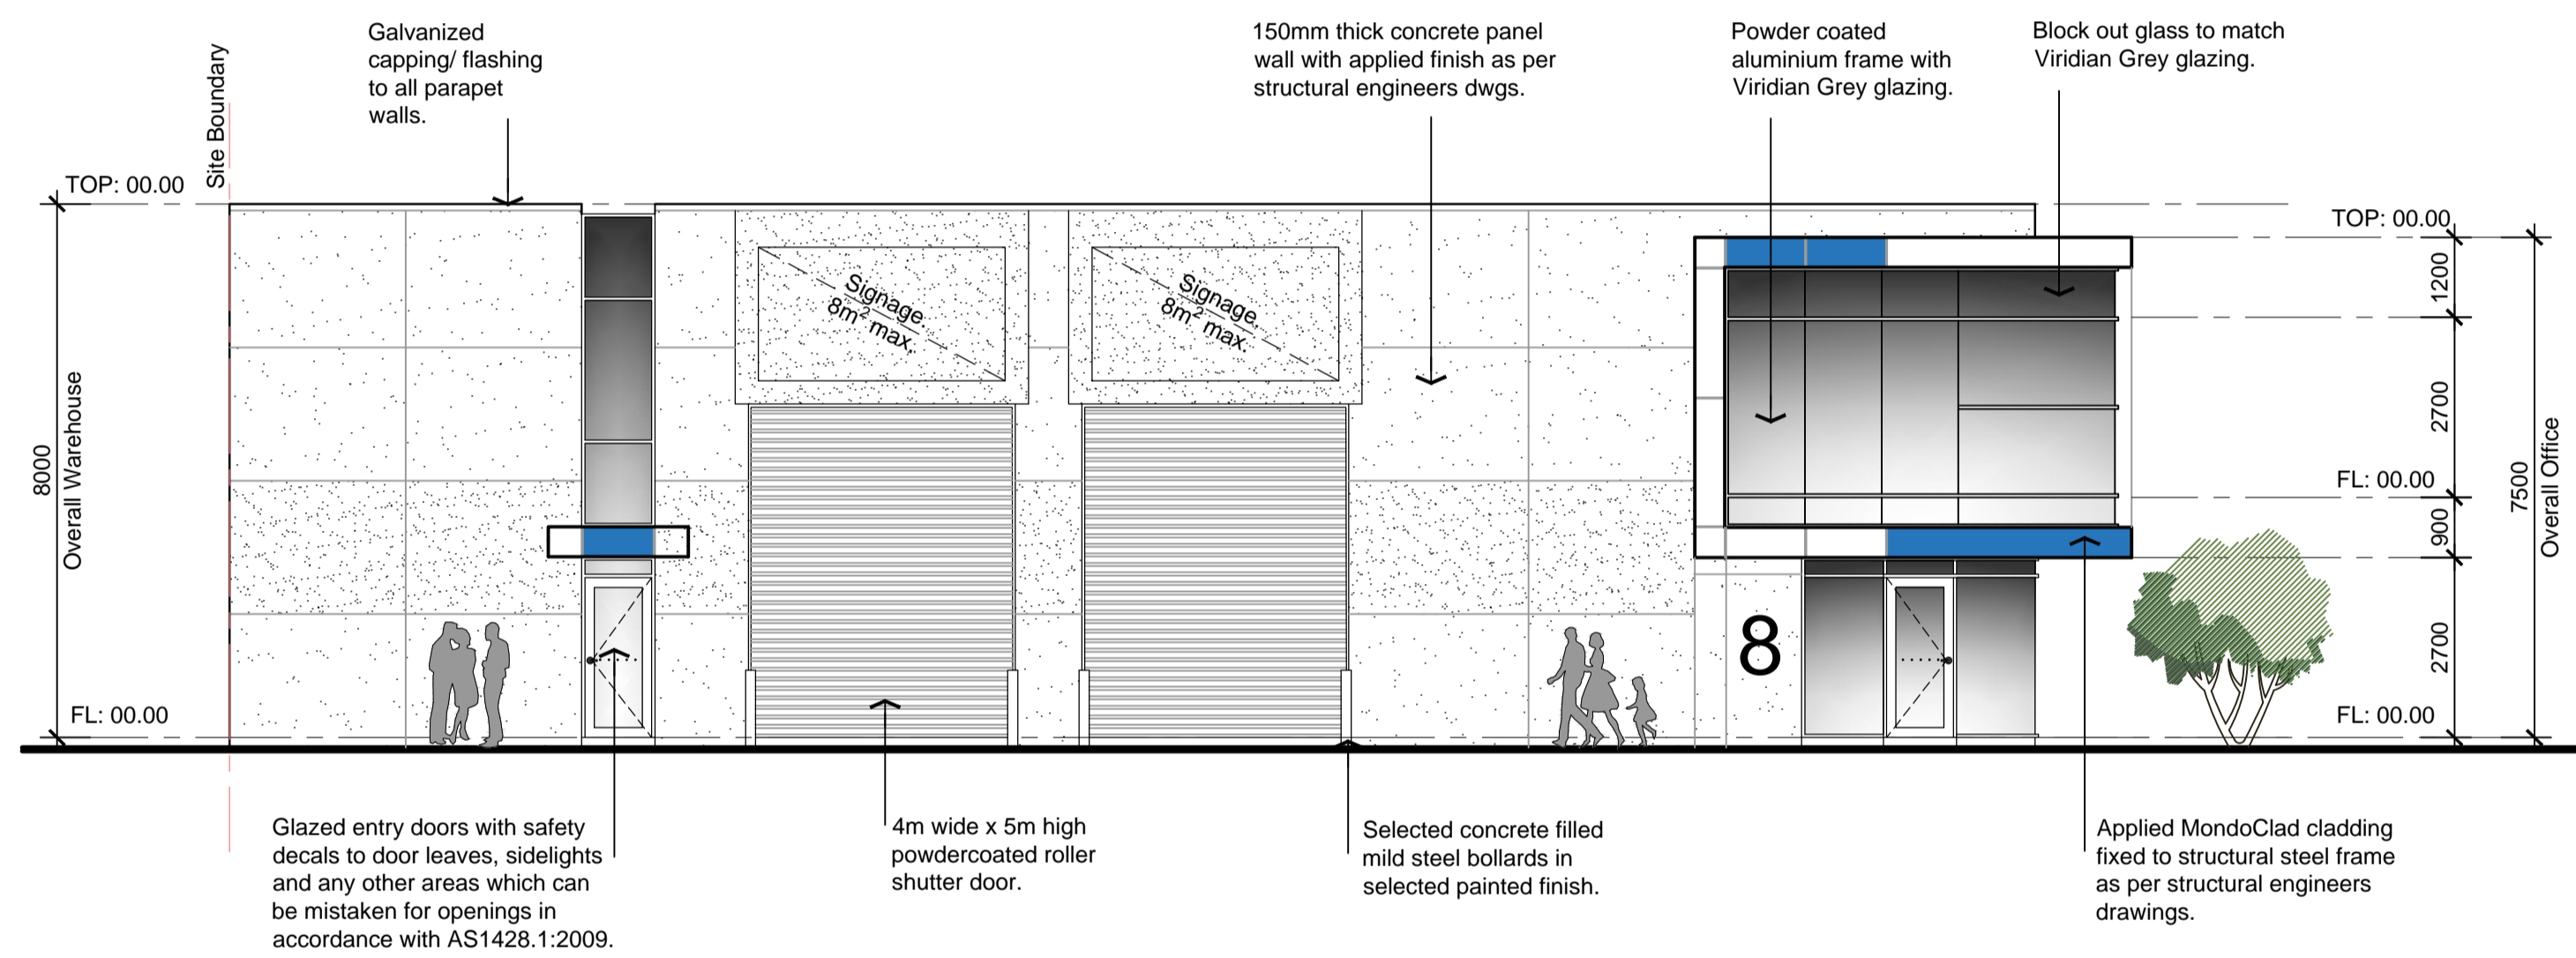 Galvanized
capping/ flashing
to all parapet
walls.
150mm thick concrete panel
wall with applied finish as per
structural engineers dwgs.
Powder coated
aluminium frame with
Viridian Grey glazing.
Block out glass to match
Viridian Grey glazing.
Site Boundary
TOP: 00.00
TOP: 00.00
Signage
8m² max.
Signage
8m² max.
1200
2700
8000
Overall Warehouse
FL: 00.00
900
7500
Overall Office
8
2700
FL: 00.00
FL: 00.00
Glazed entry doors with safety
decals to door leaves, sidelights
and any other areas which can
be mistaken for openings in
accordance with AS1428.1:2009.
4m wide x 5m high
powdercoated roller
shutter door.
Selected concrete filled
mild steel bollards in
selected painted finish.
Applied MondoClad cladding
fixed to structural steel frame
as per structural engineers
drawings.